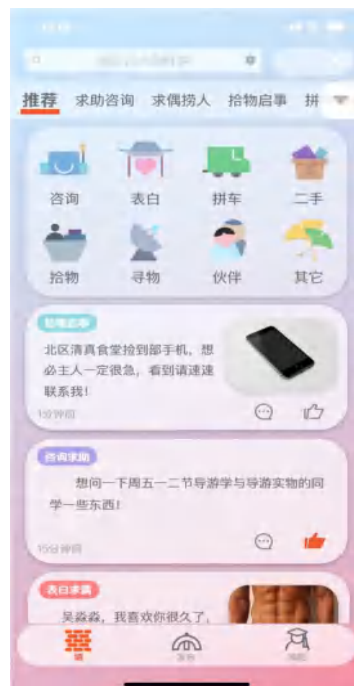 推荐 求助咨询 求偶捞人 拾物启事 拼
咨询 表白 拼车 二手
拾物 寻物 伙伴 其它
北区清真食堂捡到部手机，想
必主人一定很急，看到请速速
联系我！
1分钟前
咨询求助
想问一下周五一二节导游学与导游实物的同
学一些东西！
15分钟前
表白求偶
吴淼淼，我喜欢你很久了，
墙